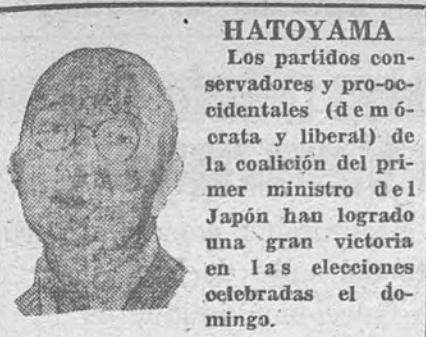 HATOYAMA
Los partidos con-
servadores y pro-oc-
cidentales (demó-
crata y liberal) de
la coalición del pri-
mer ministro del
Japón han logrado
una gran victoria
en las elecciones
celebradas el do-
mingo.